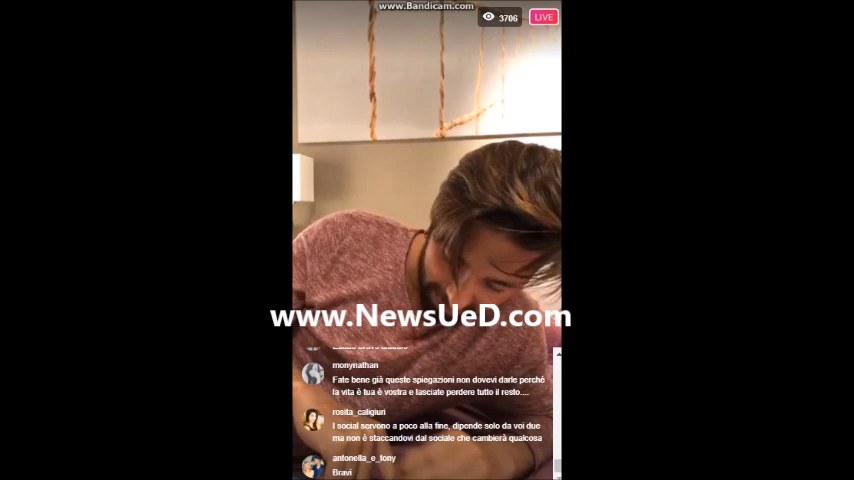 www.Bandicam.com
3706
LIVE
www.NewsUeD.com
monynathan
Fate bene già queste spiegazioni non dovevi darle perché
la vita è tua è vostra e lasciate perdere tutto il resto....
rosita_caligiuri
I social servono a poco alla fine, dipende solo da voi due
ma non è staccandovi dal sociale che cambierà qualcosa
antonella_e_tony
Bravi